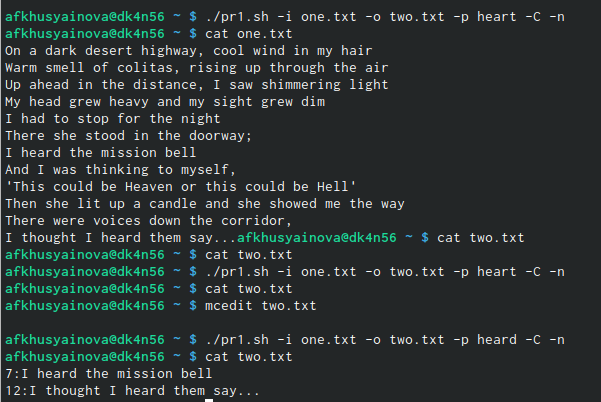 afkhusyainova@dk4n56 ~ $ ./pr1.sh -i one.txt -o two.txt -p heart -C -n
afkhusyainova@dk4n56 ~ $ cat one.txt
On a dark desert highway, cool wind in my hair
Warm smell of colitas, rising up through the air
Up ahead in the distance, I saw shimmering light
My head grew heavy and my sight grew dim
I had to stop for the night
There she stood in the doorway;
I heard the mission bell
And I was thinking to myself,
'This could be Heaven or this could be Hell'
Then she lit up a candle and she showed me the way
There were voices down the corridor,
I thought I heard them say...afkhusyainova@dk4n56 ~ $ cat two.txt
afkhusyainova@dk4n56 ~ $ cat two.txt
afkhusyainova@dk4n56 ~ $ ./pr1.sh -i one.txt -o two.txt -p heart -C -n
afkhusyainova@dk4n56 ~ $ cat two.txt
afkhusyainova@dk4n56 ~ $ mcedit two.txt
afkhusyainova@dk4n56 ~ $ ./pr1.sh -i one.txt -o two.txt -p heard -C -n
afkhusyainova@dk4n56 ~ $ cat two.txt
7:I heard the mission bell
12:I thought I heard them say...